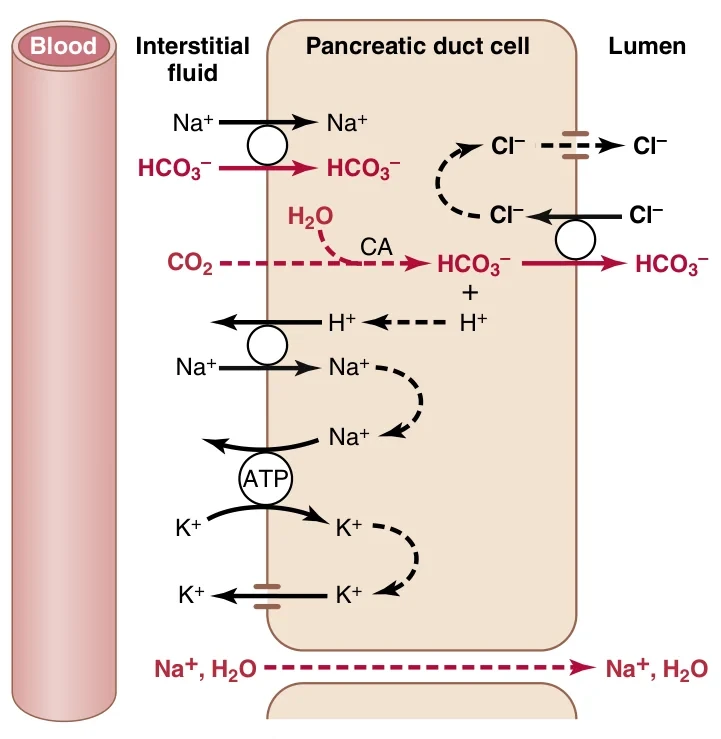 Blood
Interstitial
fluid
Pancreatic duct cell
Lumen
Na⁺ Na⁺
HCO₃⁻ HCO₃⁻
Cl⁻ Cl⁻
Cl⁻ Cl⁻
H₂O
CA
CO₂ HCO₃⁻ HCO₃⁻
+
H⁺ H⁺
Na⁺ Na⁺
Na⁺
ATP
K⁺ K⁺
K⁺ K⁺
Na⁺, H₂O Na⁺, H₂O